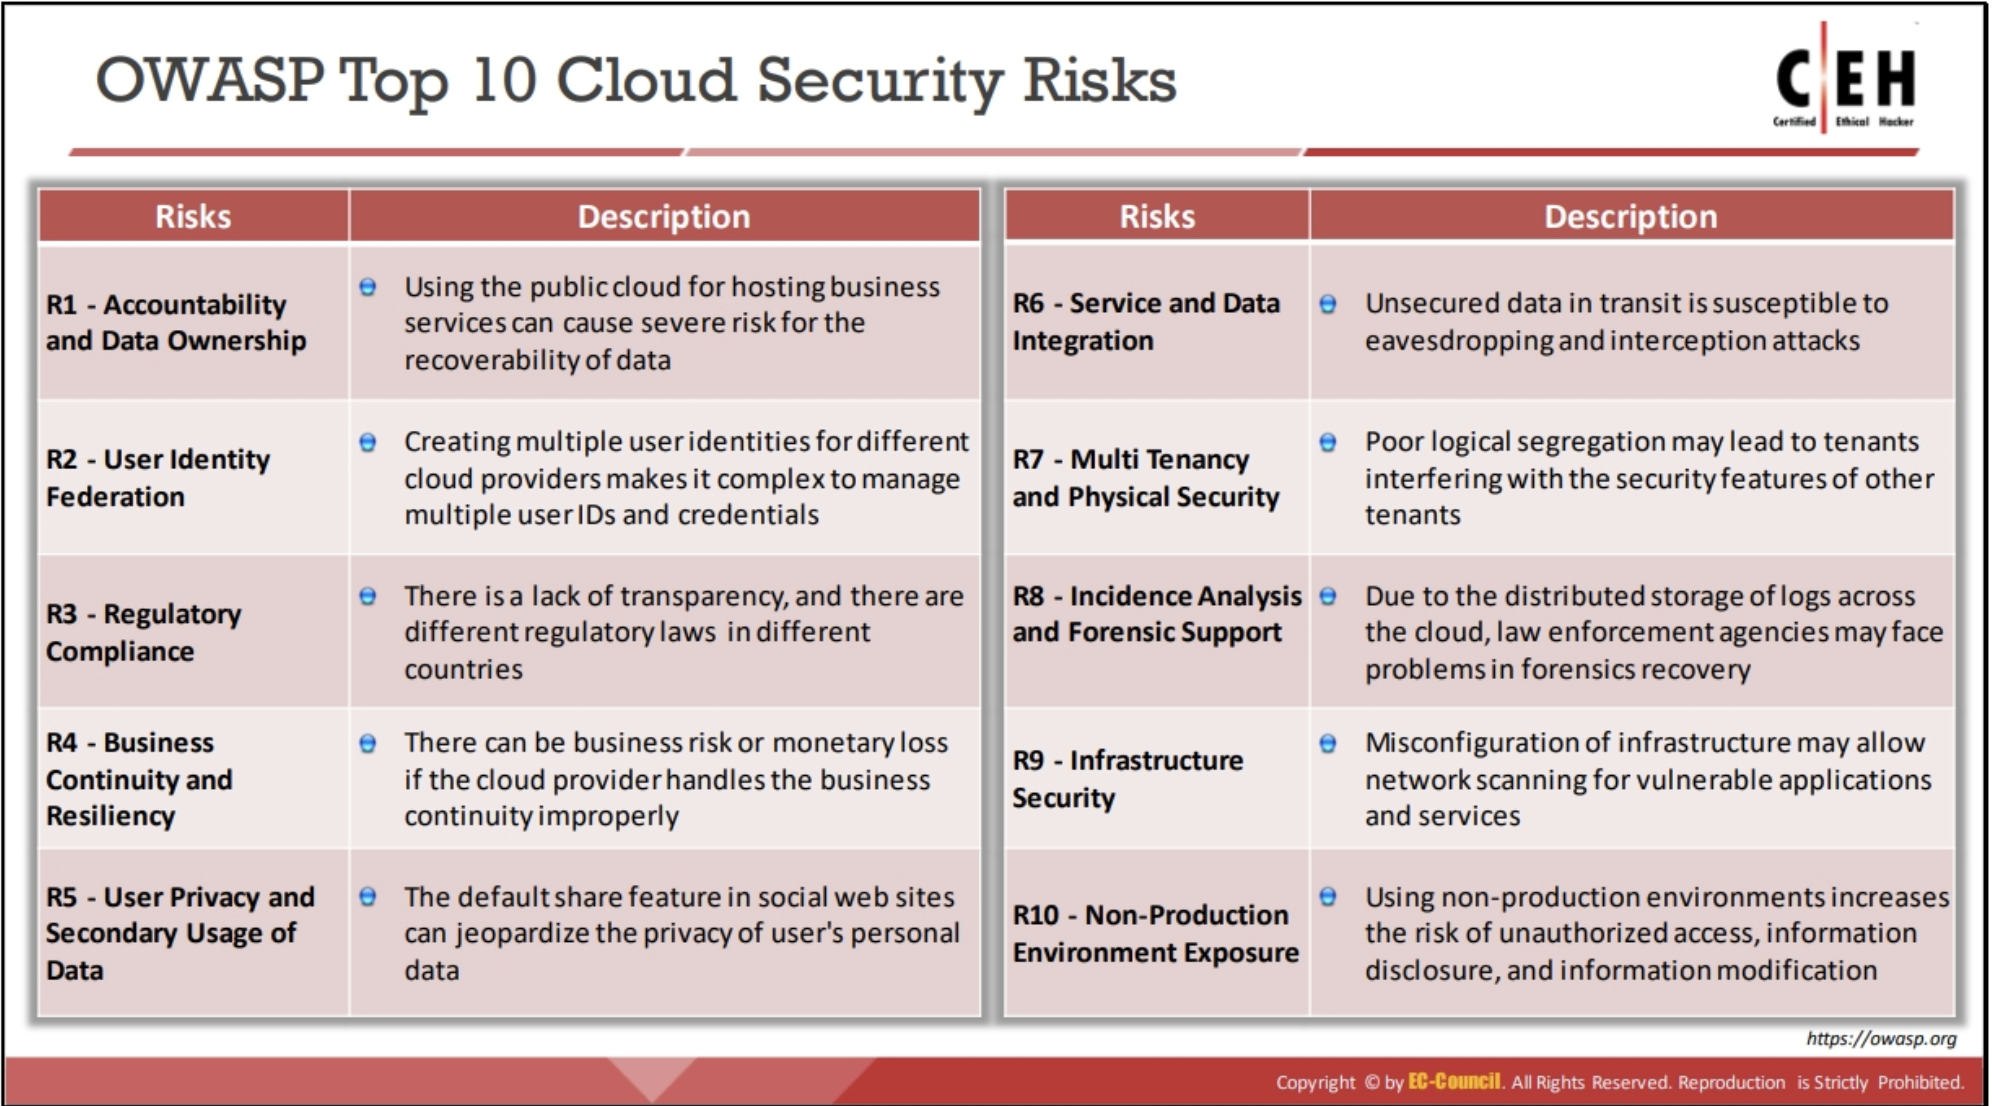 OWASP Top 10 Cloud Security Risks
C EH
Certified Ethical Hacker
Risks Description
R1 - Accountability
and Data Ownership
Using the public cloud for hosting business
services can cause severe risk for the
recoverability of data
R2 - User Identity
Federation
Creating multiple user identities for different
cloud providers makes it complex to manage
multiple user IDs and credentials
R3 - Regulatory
Compliance
There is a lack of transparency, and there are
different regulatory laws in different
countries
R4 - Business
Continuity and
Resiliency
There can be business risk or monetary loss
if the cloud provider handles the business
continuity improperly
R5 - User Privacy and
Secondary Usage of
Data
The default share feature in social web sites
can jeopardize the privacy of user's personal
data
Risks Description
R6 - Service and Data
Integration
Unsecured data in transit is susceptible to
eavesdropping and interception attacks
R7 - Multi Tenancy
and Physical Security
Poor logical segregation may lead to tenants
interfering with the security features of other
tenants
R8 - Incidence Analysis
and Forensic Support
Due to the distributed storage of logs across
the cloud, law enforcement agencies may face
problems in forensics recovery
R9 - Infrastructure
Security
Misconfiguration of infrastructure may allow
network scanning for vulnerable applications
and services
R10 - Non-Production
Environment Exposure
Using non-production environments increases
the risk of unauthorized access, information
disclosure, and information modification
https://owasp.org
Copyright © by EC-Council. All Rights Reserved. Reproduction is Strictly Prohibited.